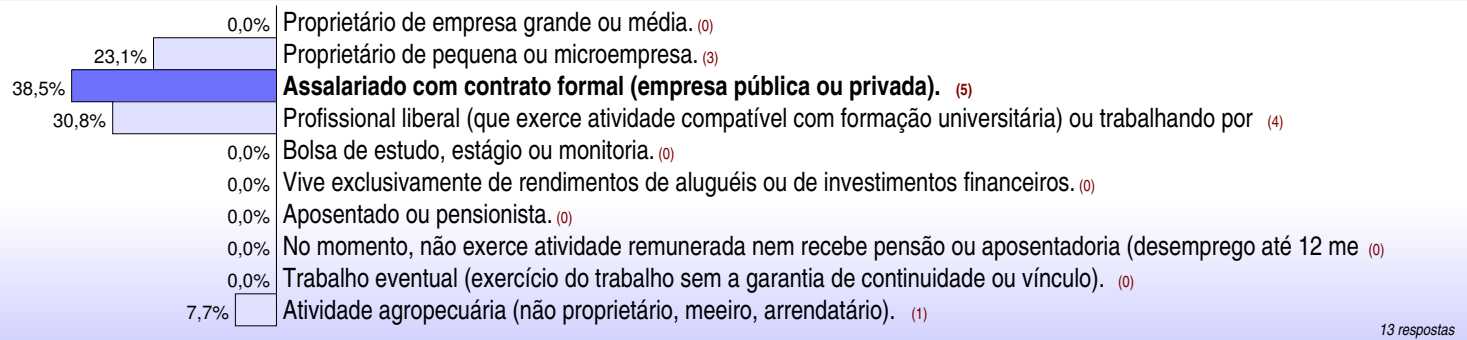 0,0% Proprietário de empresa grande ou média. (0)
23,1% Proprietário de pequena ou microempresa. (3)
38,5% Assalariado com contrato formal (empresa pública ou privada). (5)
30,8% Profissional liberal (que exerce atividade compatível com formação universitária) ou trabalhando por (4)
0,0% Bolsa de estudo, estágio ou monitoria. (0)
0,0% Vive exclusivamente de rendimentos de aluguéis ou de investimentos financeiros. (0)
0,0% Aposentado ou pensionista. (0)
0,0% No momento, não exerce atividade remunerada nem recebe pensão ou aposentadoria (desemprego até 12 me (0)
0,0% Trabalho eventual (exercício do trabalho sem a garantia de continuidade ou vínculo). (0)
7,7% Atividade agropecuária (não proprietário, meeiro, arrendatário). (1)
13 respostas